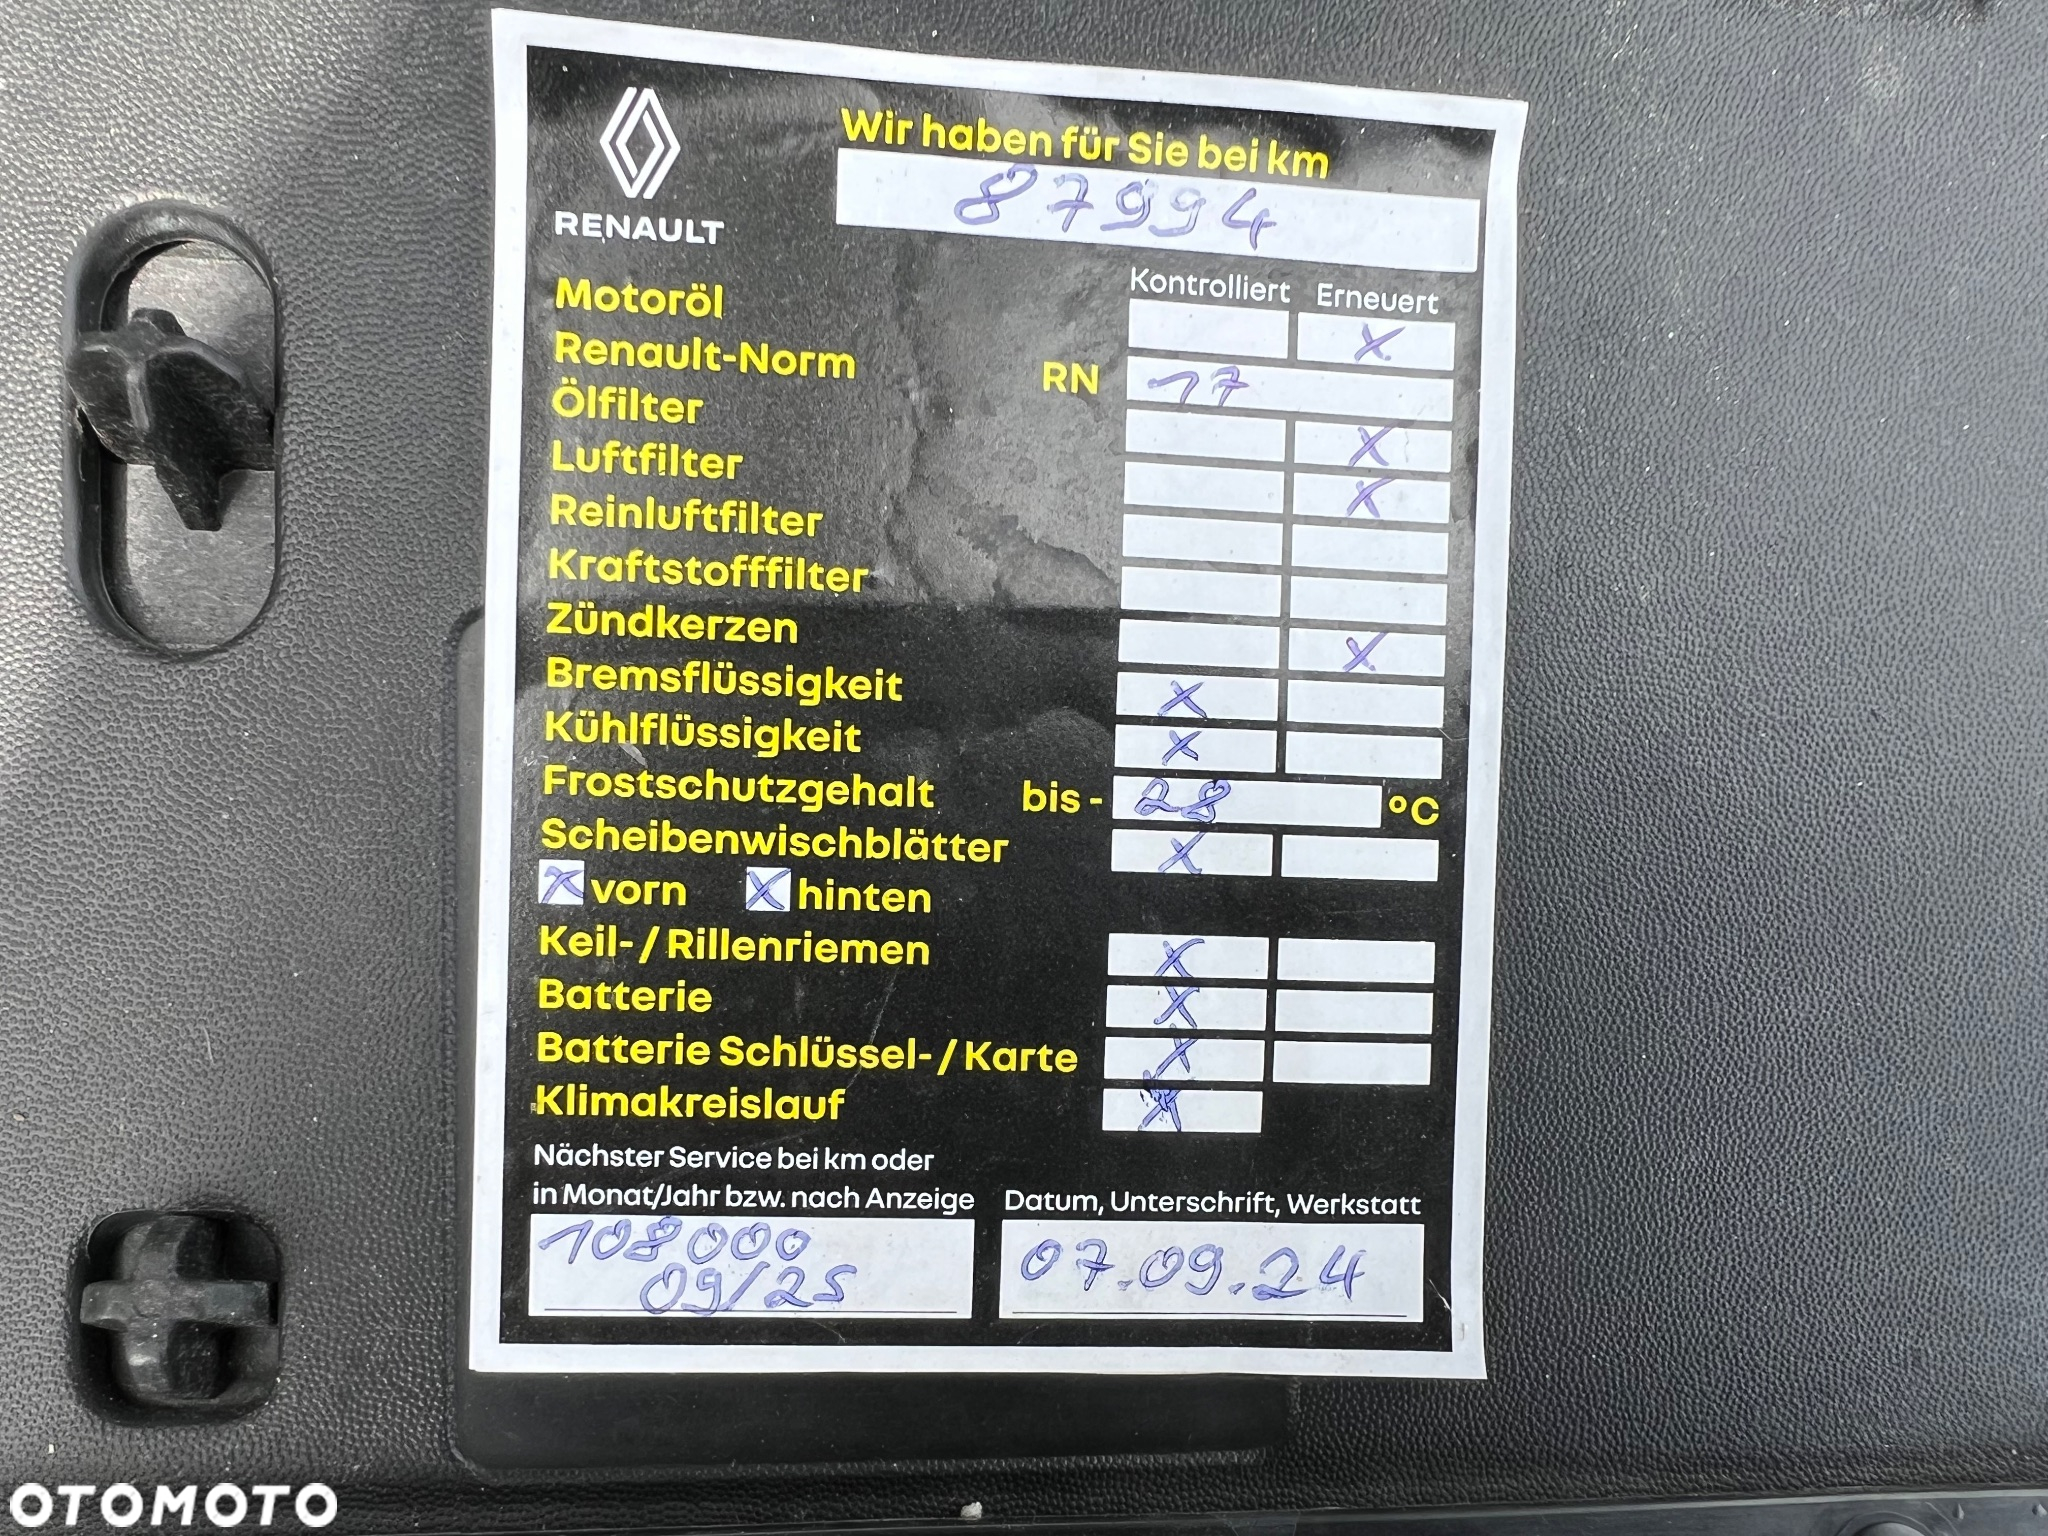 RENAULT
Wir haben für Sie bei km
87994
Kontrolliert Erneuert
Motoröl X
Renault-Norm RN 17
Ölfilter X
Luftfilter X
Reinluftfilter
Kraftstofffilter
Zündkerzen X
Bremsflüssigkeit X
Kühlflüssigkeit X
Frostschutzgehalt bis - 28 °C
Scheibenwischblätter X
X vorn X hinten
Keil- / Rillenriemen X
Batterie X
Batterie Schlüssel- / Karte X
Klimakreislauf X
Nächster Service bei km oder
in Monat/Jahr bzw. nach Anzeige
108000
09/25
Datum, Unterschrift, Werkstatt
07.09.24
OTOMOTO